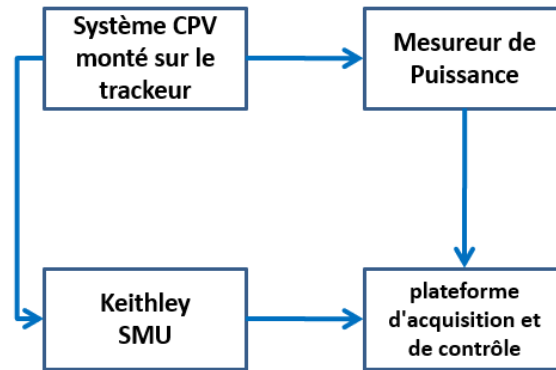 Système CPV
monté sur le
trackeur
Mesureur de
Puissance
Keithley
SMU
plateforme
d'acquisition et
de contrôle